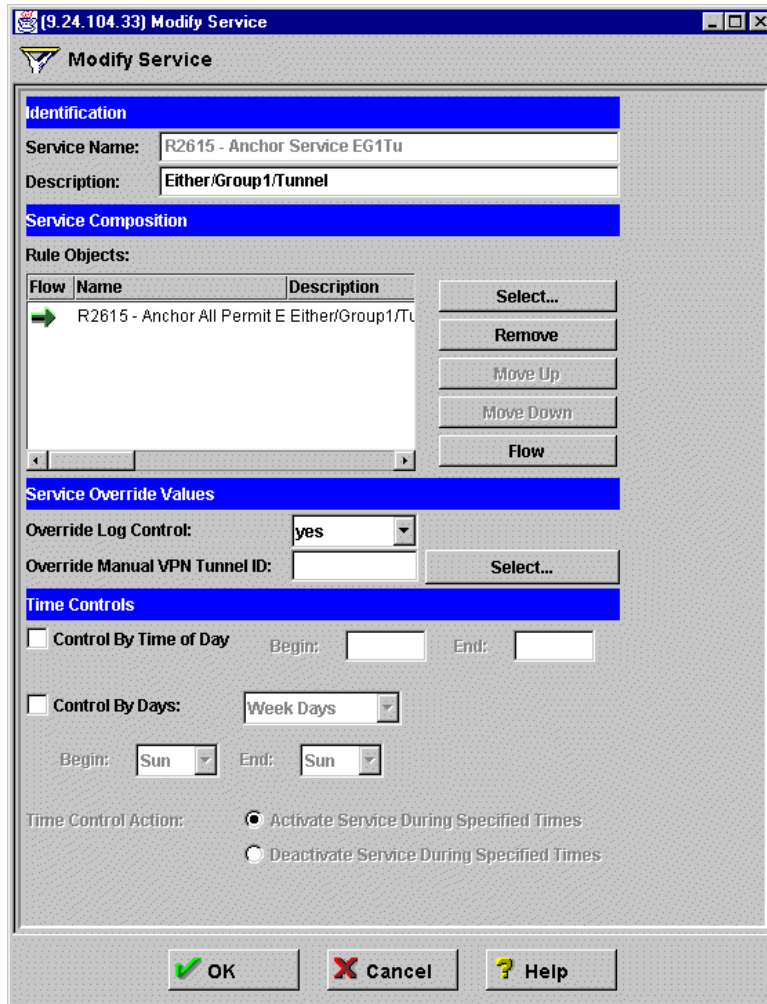 (9.24.104.33) Modify Service
Modify Service
Identification
Service Name: R2615 - Anchor Service EG1Tu
Description: Either/Group1/Tunnel
Service Composition
Rule Objects:
Flow Name Description
R2615 - Anchor All Permit E Either/Group1/Tu
Select...
Remove
Move Up
Move Down
Flow
Service Override Values
Override Log Control: yes
Override Manual VPN Tunnel ID: Select...
Time Controls
Control By Time of Day Begin: End:
Control By Days: Week Days
Begin: Sun End: Sun
Time Control Action: Activate Service During Specified Times
Deactivate Service During Specified Times
OK Cancel Help